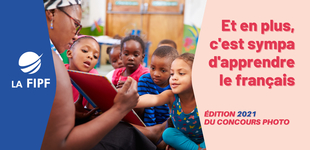 LA FIPF
Et en plus,
c'est sympa
d'apprendre
le français
ÉDITION 2021
DU CONCOURS PHOTO